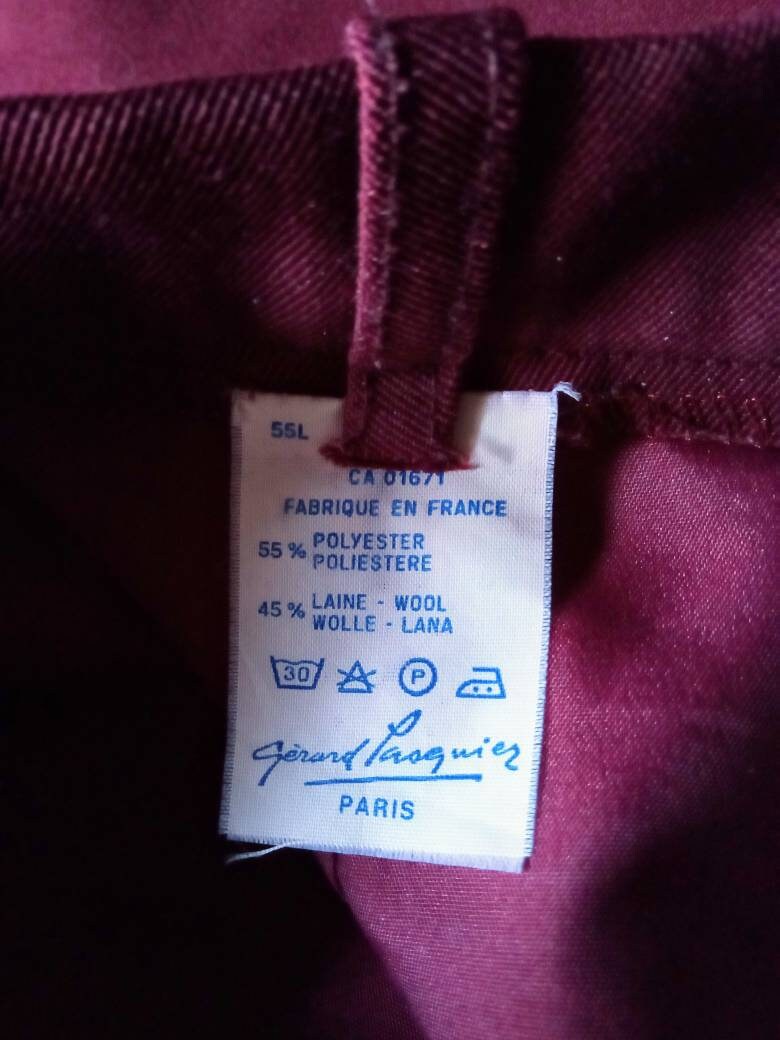 55L
CA 01671
FABRIQUE EN FRANCE
55 % POLYESTER
POLIESTERE
45 % LAINE - WOOL
WOLLE - LANA
30 P
Gérard Pasquier
PARIS